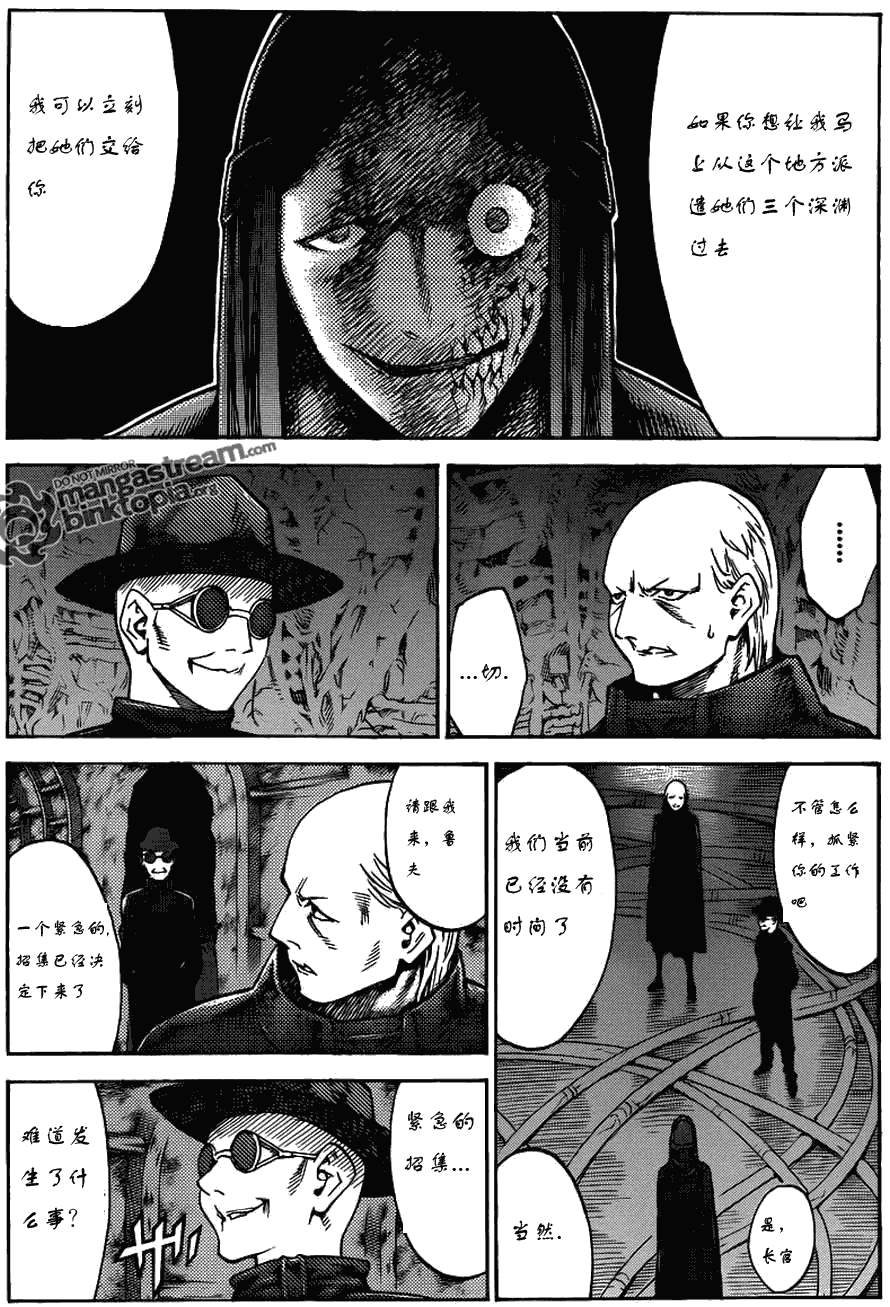 如果你想让我马
上从这个地方派
遣她们三个深渊
过去
我可以立刻
把她们交给
你
DO NOT MIRROR
mangastream.com
binktopia.org
……
…切.
不管怎么
样，抓紧
你的工作
吧
我们当前
已经没有
时间了
是，
长官
当然.
请跟我
来，鲁
夫
一个紧急的,
招集已经决
定下来了
紧急的
招集…
难道发
生了什
么事？